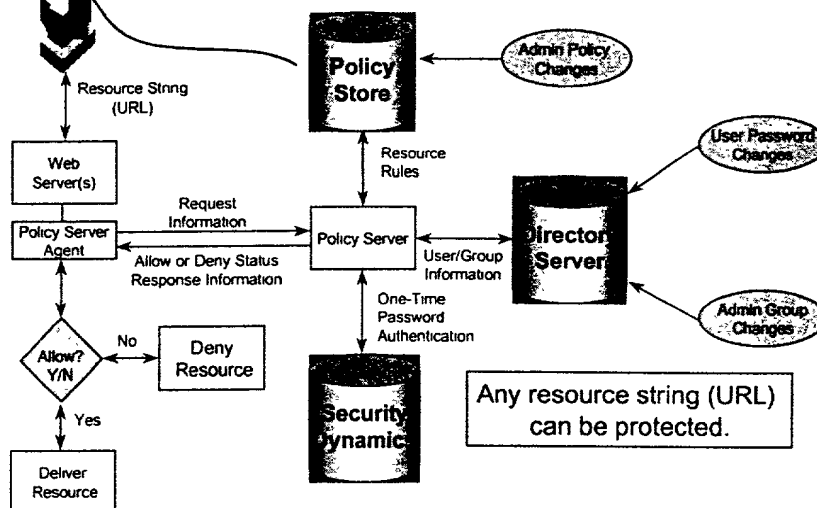 Policy
Store
Admin Policy
Changes
Resource String
(URL)
Web
Server(s)
Resource
Rules
User Password
Changes
Request
Information
Policy Server
Agent
Policy Server
Allow or Deny Status
Response Information
User/Group
Information
Director
Server
One-Time
Password
Authentication
Admin Group
Changes
Allow?
Y/N
No
Deny
Resource
Yes
Security
Dynamic
Any resource string (URL)
can be protected.
Deliver
Resource